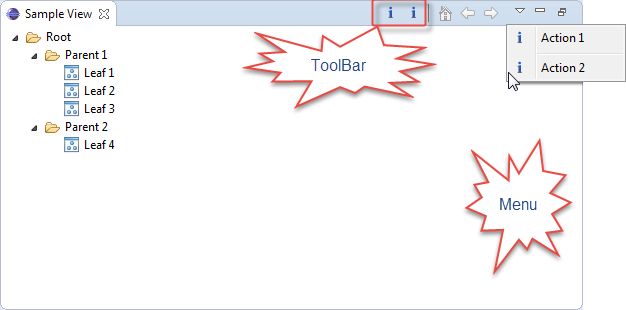 Sample View
Root
Parent 1
Leaf 1
Leaf 2
Leaf 3
Parent 2
Leaf 4
ToolBar
Action 1
Action 2
Menu